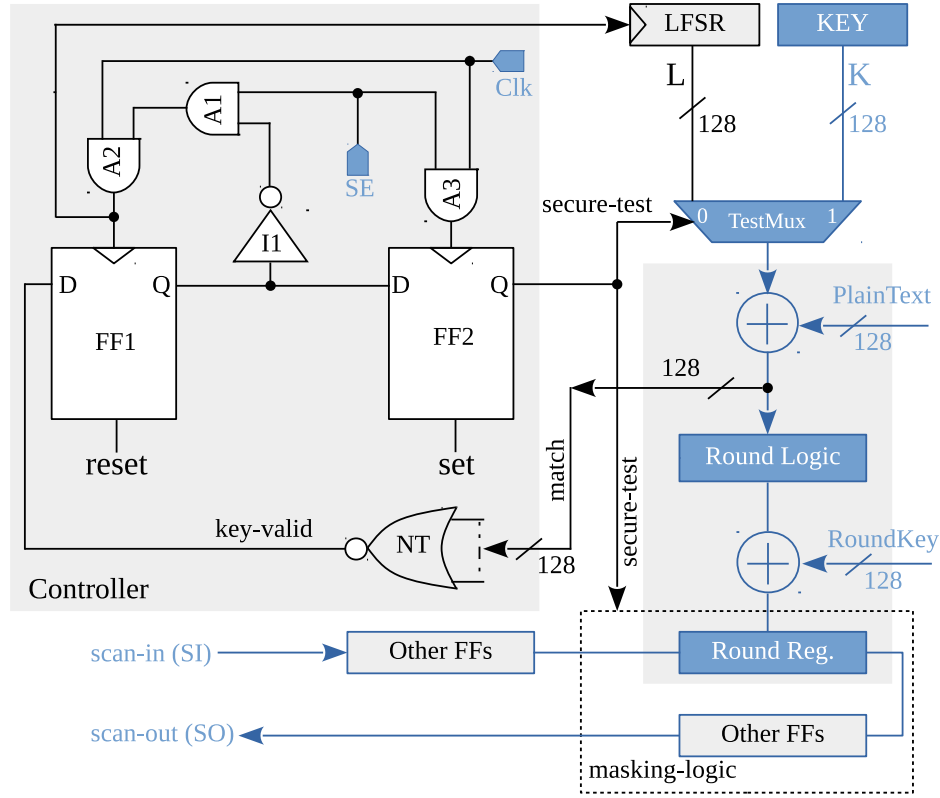 LFSR
KEY
Clk
L
K
128
128
A1
A2
SE
A3
secure-test
0
TestMux
1
I1
D
Q
D
Q
PlainText
FF1
FF2
128
128
reset
set
match
Round Logic
secure-test
key-valid
NT
128
RoundKey
128
Controller
scan-in (SI)
Other FFs
Round Reg.
scan-out (SO)
Other FFs
masking-logic